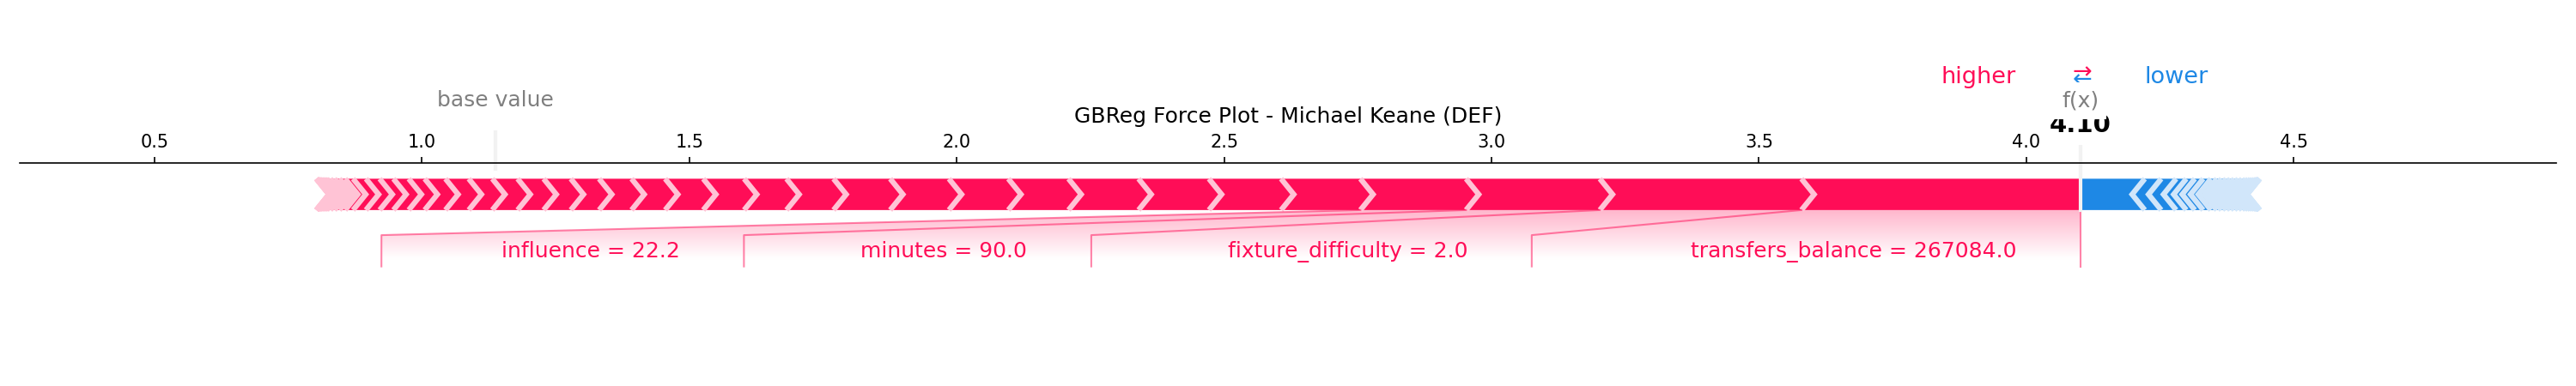 higher ⇄ lower
base value
f(x)
GBReg Force Plot - Michael Keane (DEF)
4.10
0.5 1.0 1.5 2.0 2.5 3.0 3.5 4.0 4.5
influence = 22.2 minutes = 90.0 fixture_difficulty = 2.0 transfers_balance = 267084.0